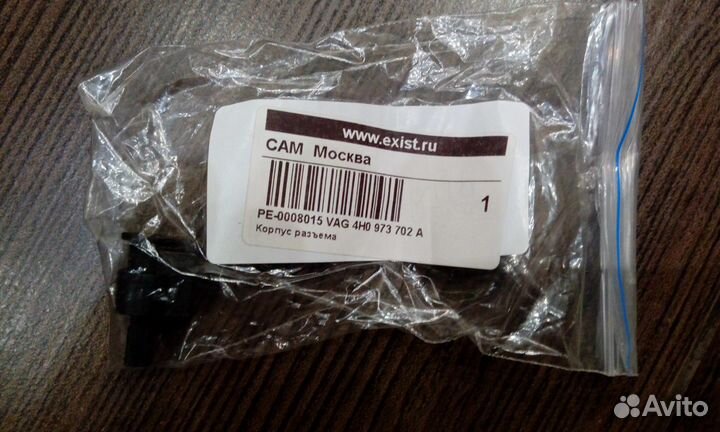 www.exist.ru
САМ Москва
1
PE-0008015 VAG 4H0 973 702 A
Корпус разъема
Avito